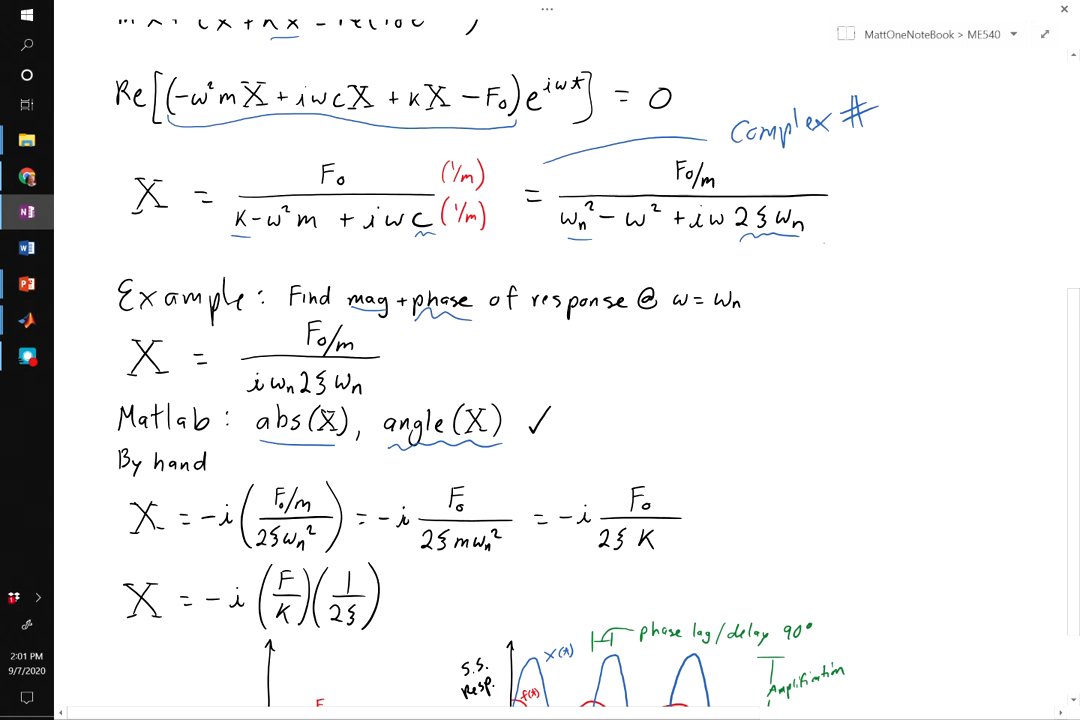 MattOneNoteBook > ME540
Re[(-ω²mX + iωcX + kX - F₀)e^{iωt}] = 0
Complex #
X = F₀ (1/m) / (k - ω²m + iωc (1/m)) = F₀/m / (ωn² - ω² + iω2ζωn)
Example: Find mag + phase of response @ ω = ωn
X = F₀/m / (iωn2ζωn)
Matlab: abs(X), angle(X) ✓
By hand
X = -i (F₀/m / 2ζωn²) = -i F₀ / 2ζmωn² = -i F₀ / 2ζK
X = -i (F/K)(1/2ζ)
phase lag/delay 90°
S.S. x(t)
resp. f(t)
Amplification
F
2:01 PM
9/7/2020